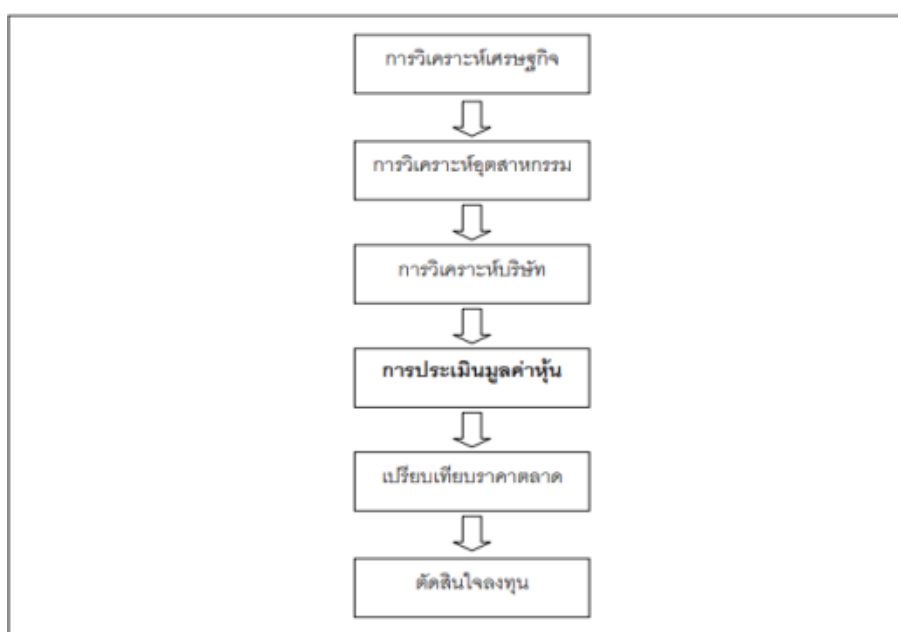 การวิเคราะห์เศรษฐกิจ
การวิเคราะห์อุตสาหกรรม
การวิเคราะห์บริษัท
การประเมินมูลค่าหุ้น
เปรียบเทียบราคาตลาด
ตัดสินใจลงทุน